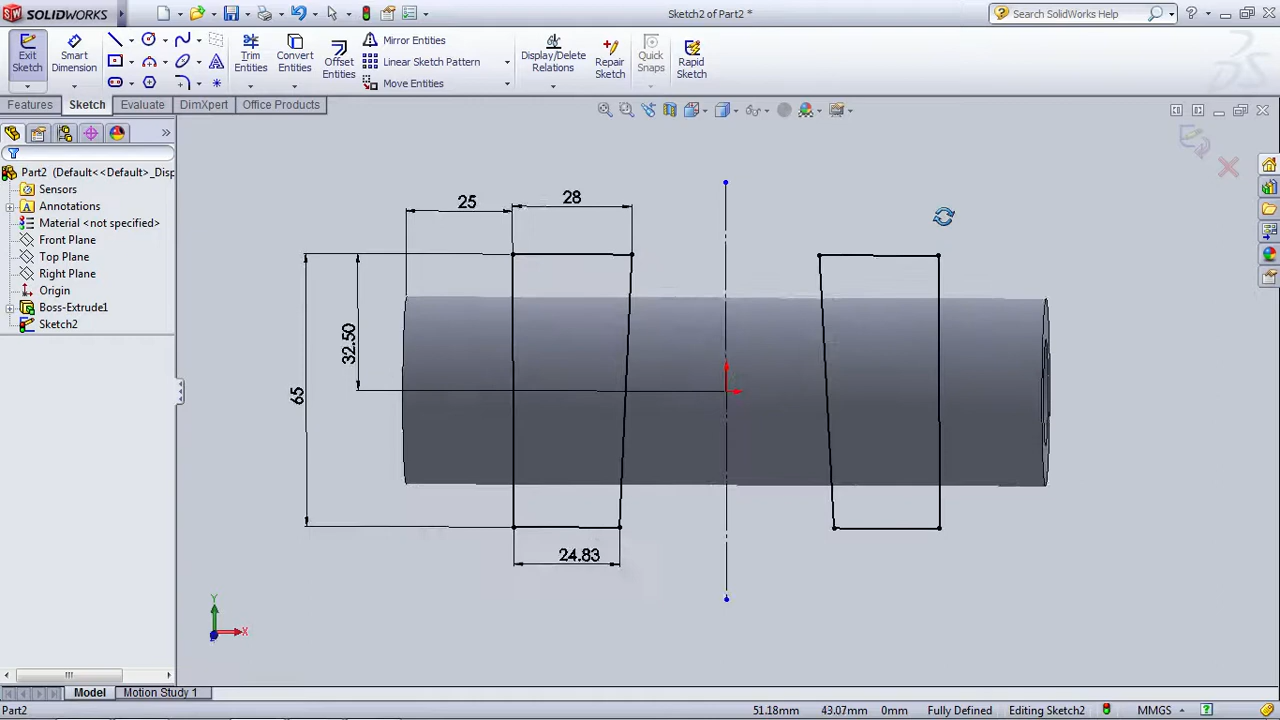 SOLIDWORKS
Sketch2 of Part2 *
Search SolidWorks Help
Exit Sketch
Smart Dimension
Trim Entities
Convert Entities
Offset Entities
Mirror Entities
Linear Sketch Pattern
Move Entities
Display/Delete Relations
Repair Sketch
Quick Snaps
Rapid Sketch
Features
Sketch
Evaluate
DimXpert
Office Products
Part2 (Default<<Default>_Disp
Sensors
Annotations
Material <not specified>
Front Plane
Top Plane
Right Plane
Origin
Boss-Extrude1
Sketch2
25
28
32.50
65
24.83
Y
X
Model
Motion Study 1
Part2
51.18mm
43.07mm
0mm
Fully Defined
Editing Sketch2
MMGS